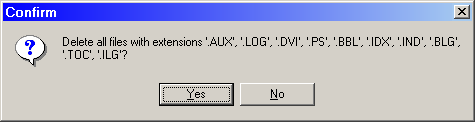 Confirm
Delete all files with extensions '.AUX', '.LOG', '.DVI', '.PS', '.BBL', '.IDX', '.IND', '.BLG',
'.TOC', '.ILG'?
Yes
No